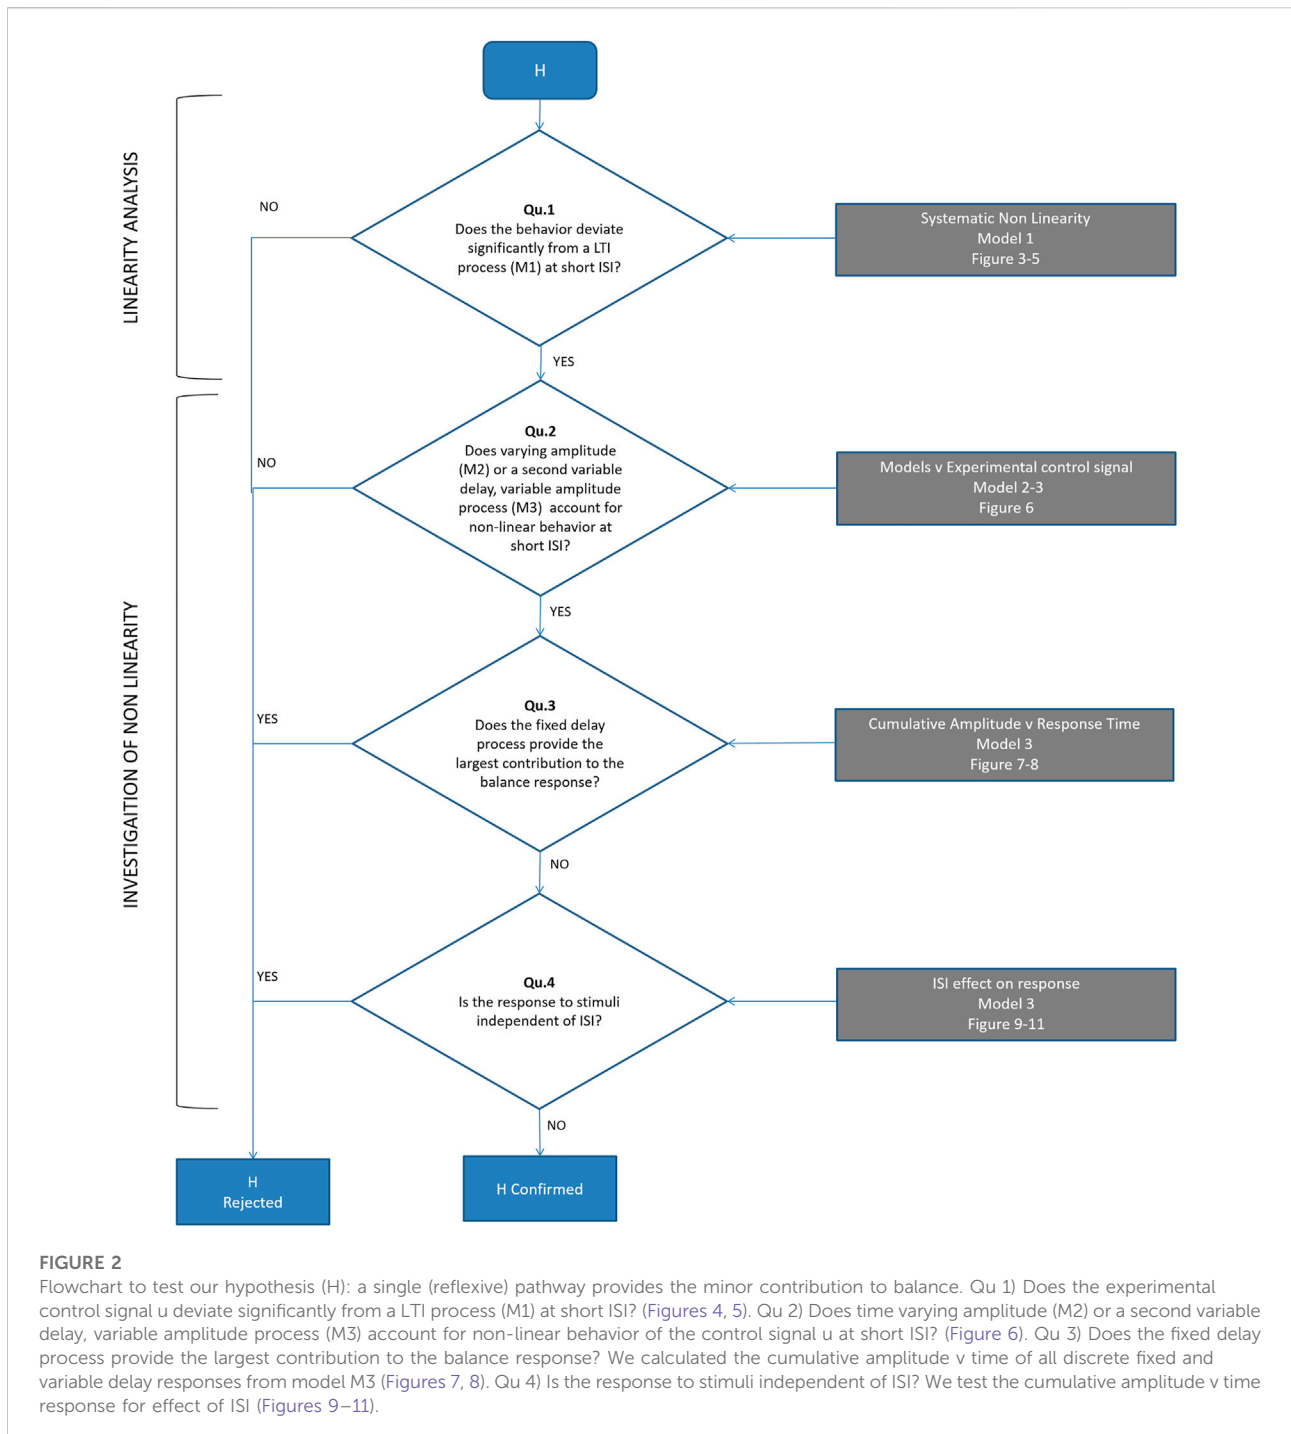 H
LINEARITY ANALYSIS
NO
Qu.1
Does the behavior deviate
significantly from a LTI
process (M1) at short ISI?
Systematic Non Linearity
Model 1
Figure 3-5
YES
INVESTIGAITION OF NON LINEARITY
NO
Qu.2
Does varying amplitude
(M2) or a second variable
delay, variable amplitude
process (M3) account for
non-linear behavior at
short ISI?
Models v Experimental control signal
Model 2-3
Figure 6
YES
YES
Qu.3
Does the fixed delay
process provide the
largest contribution to the
balance response?
Cumulative Amplitude v Response Time
Model 3
Figure 7-8
NO
YES
Qu.4
Is the response to stimuli
independent of ISI?
ISI effect on response
Model 3
Figure 9-11
NO
H
Rejected
H Confirmed
FIGURE 2
Flowchart to test our hypothesis (H): a single (reflexive) pathway provides the minor contribution to balance. Qu 1) Does the experimental
control signal u deviate significantly from a LTI process (M1) at short ISI? (Figures 4, 5). Qu 2) Does time varying amplitude (M2) or a second variable
delay, variable amplitude process (M3) account for non-linear behavior of the control signal u at short ISI? (Figure 6). Qu 3) Does the fixed delay
process provide the largest contribution to the balance response? We calculated the cumulative amplitude v time of all discrete fixed and
variable delay responses from model M3 (Figures 7, 8). Qu 4) Is the response to stimuli independent of ISI? We test the cumulative amplitude v time
response for effect of ISI (Figures 9–11).